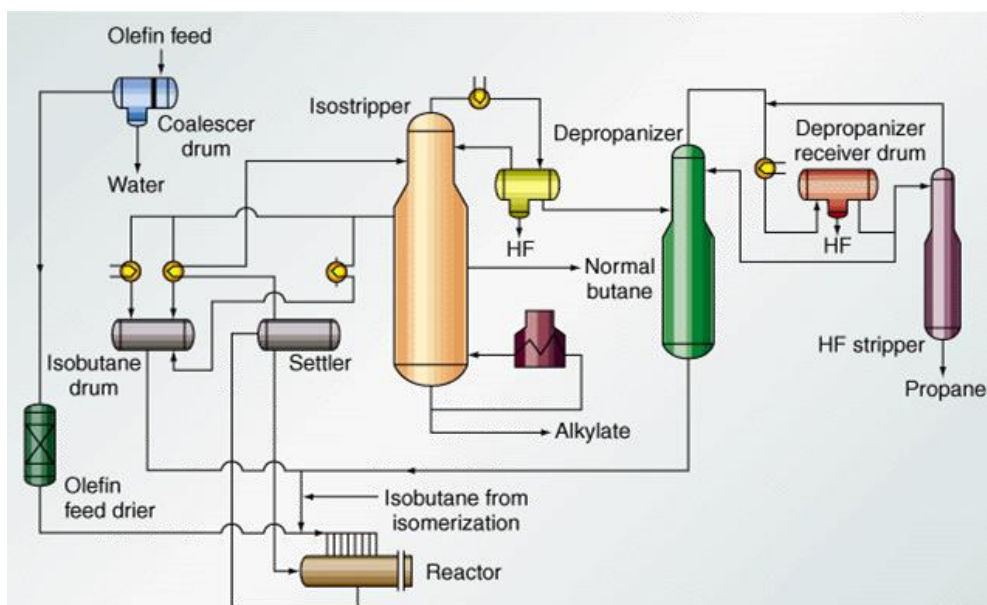 Olefin feed
Coalescer
drum
Water
Isostripper
HF
Depropanizer
Depropanizer
receiver drum
HF
Normal
butane
HF stripper
Propane
Isobutane
drum
Settler
Alkylate
Olefin
feed drier
Isobutane from
isomerization
Reactor